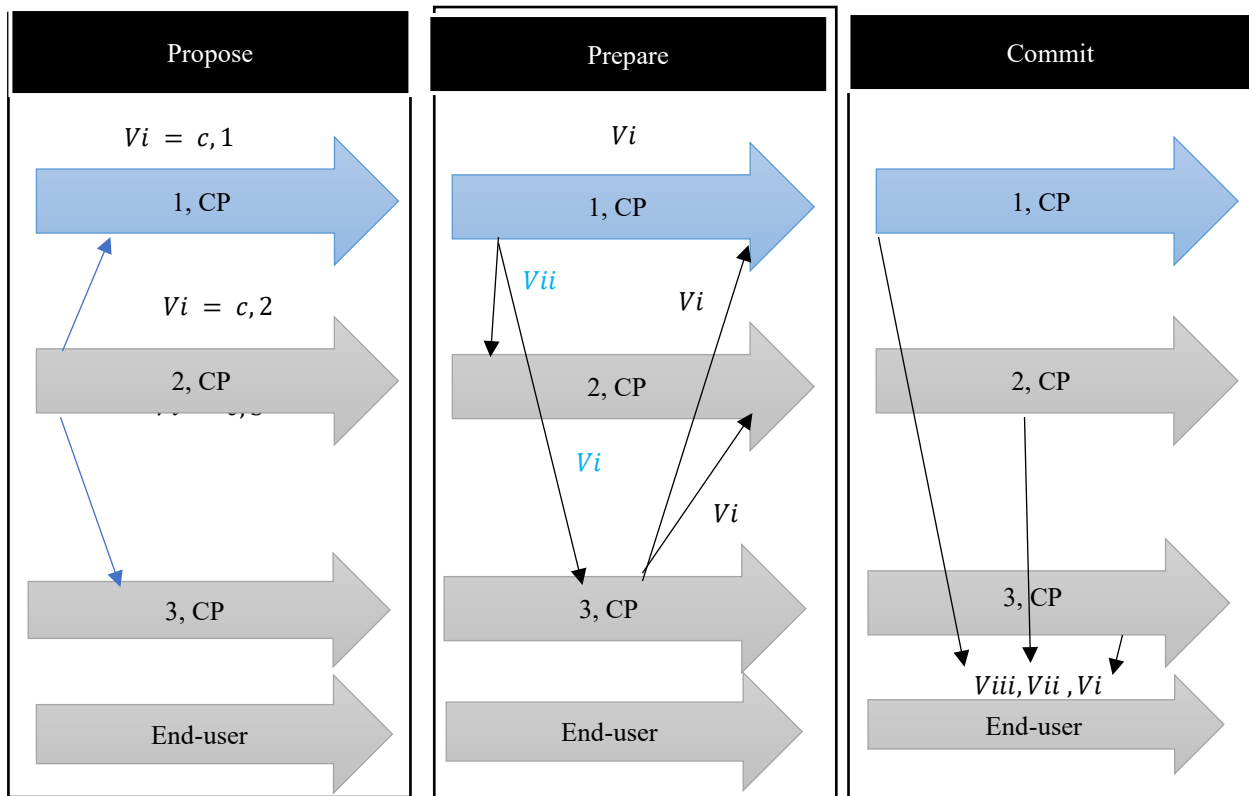 Propose
Vi = c, 1
1, CP
Vi = c, 2
2, CP
3, CP
End-user
Prepare
Vi
1, CP
Vii
Vi
2, CP
Vi
Vi
3, CP
End-user
Commit
1, CP
2, CP
3, CP
Viii, Vii , Vi
End-user